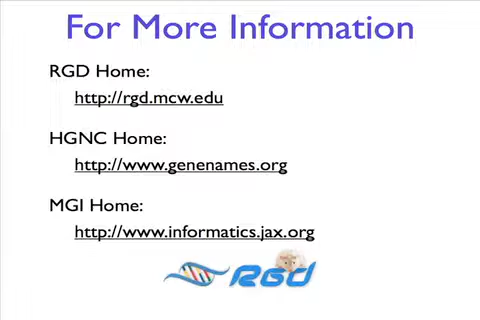 For More Information
RGD Home:
http://rgd.mcw.edu
HGNC Home:
http://www.genenames.org
MGI Home:
http://www.informatics.jax.org
RGD